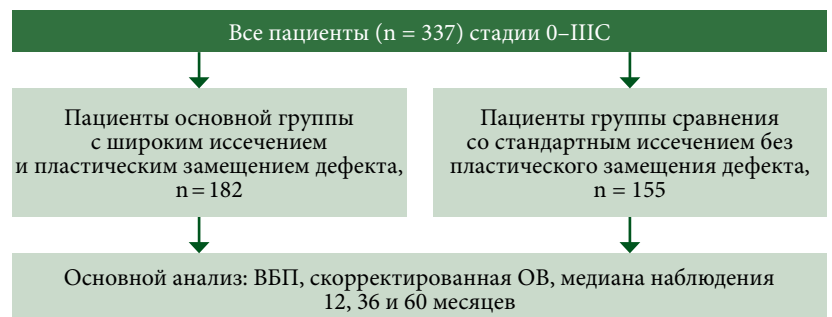 Все пациенты (n = 337) стадии 0–IIIC
Пациенты основной группы
с широким иссечением
и пластическим замещением дефекта,
n = 182
Пациенты группы сравнения
со стандартным иссечением без
пластического замещения дефекта,
n = 155
Основной анализ: ВБП, скорректированная ОВ, медиана наблюдения
12, 36 и 60 месяцев